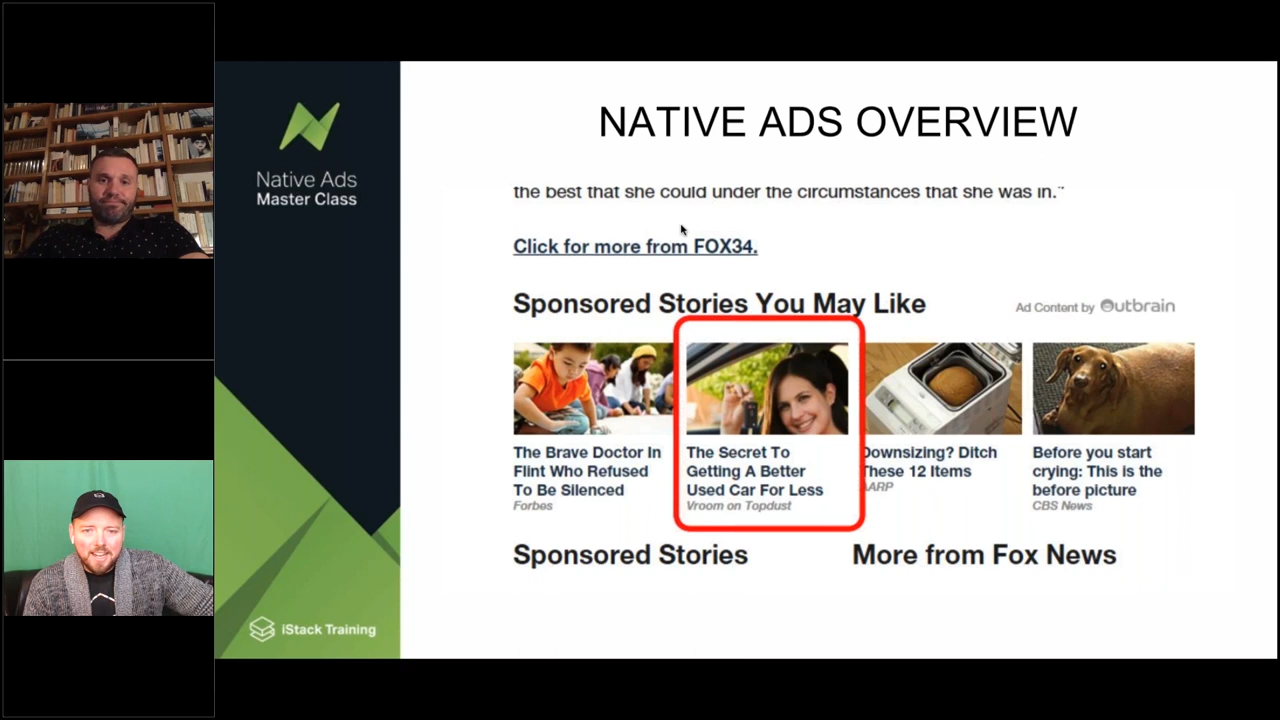 NATIVE ADS OVERVIEW
Native Ads
Master Class
the best that she could under the circumstances that she was in."
Click for more from FOX34.
Sponsored Stories You May Like
Ad Content by Outbrain
The Brave Doctor In
Flint Who Refused
To Be Silenced
Forbes
The Secret To
Getting A Better
Used Car For Less
Vroom on Topdust
Downsizing? Ditch
These 12 Items
AARP
Before you start
crying: This is the
before picture
CBS News
Sponsored Stories
More from Fox News
iStack Training